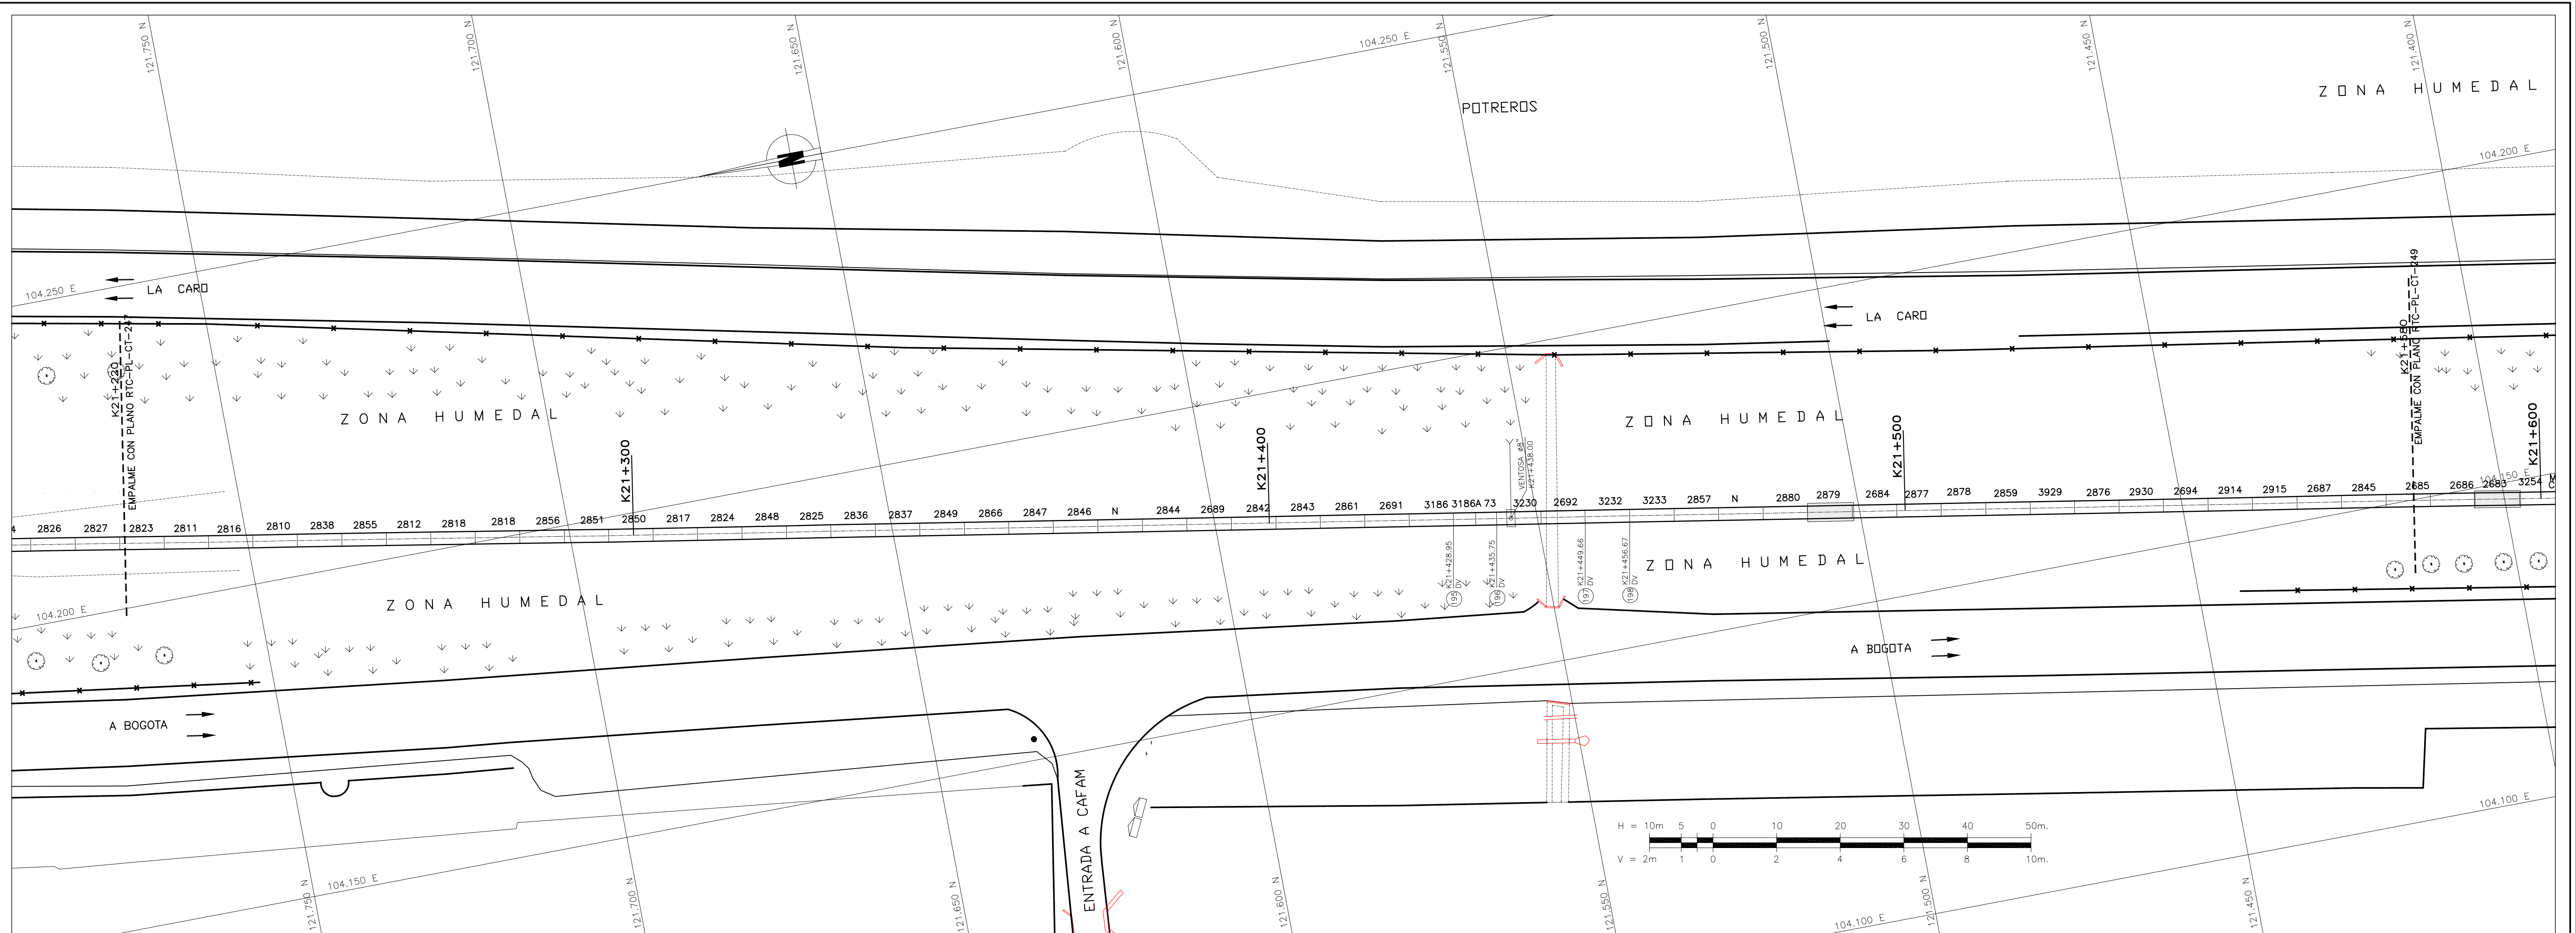 121.750 N
121.700 N
121.650 N
121.600 N
121.550 N
121.500 N
121.450 N
121.400 N
104.250 E
POTREROS
ZONA HUMEDAL
104.200 E
N
104.250 E
LA CARO
LA CARO
K21+220
EMPALME CON PLANO RTC-PL-CT-247
K21+580
EMPALME CON PLANO RTC-PL-CT-249
ZONA HUMEDAL
ZONA HUMEDAL
K21+300
K21+400
K21+500
K21+600
VENTOSA ø8"
K21+438.00
104.150 E
4 2826 2827 2823 2811 2816 2810 2838 2855 2812 2818 2818 2856 2851 2850 2817 2824 2848 2825 2836 2837 2849 2866 2847 2846 N 2844 2689 2842 2843 2861 2691 3186 3186A 73 3230 2692 3232 3233 2857 N 2880 2879 2684 2877 2878 2859 3929 2876 2930 2694 2914 2915 2687 2845 2685 2686 2683 3254
M
C
K21+428.95
DV
195
K21+435.75
DV
196
K21+449.66
DV
197
K21+456.67
DV
198
ZONA HUMEDAL
ZONA HUMEDAL
104.200 E
A BOGOTA
A BOGOTA
ENTRADA A CAFAM
H = 10m 5 0 10 20 30 40 50m.
V = 2m 1 0 2 4 6 8 10m.
104.100 E
104.150 E
104.100 E
121.750 N
121.700 N
121.650 N
121.600 N
121.550 N
121.500 N
121.450 N